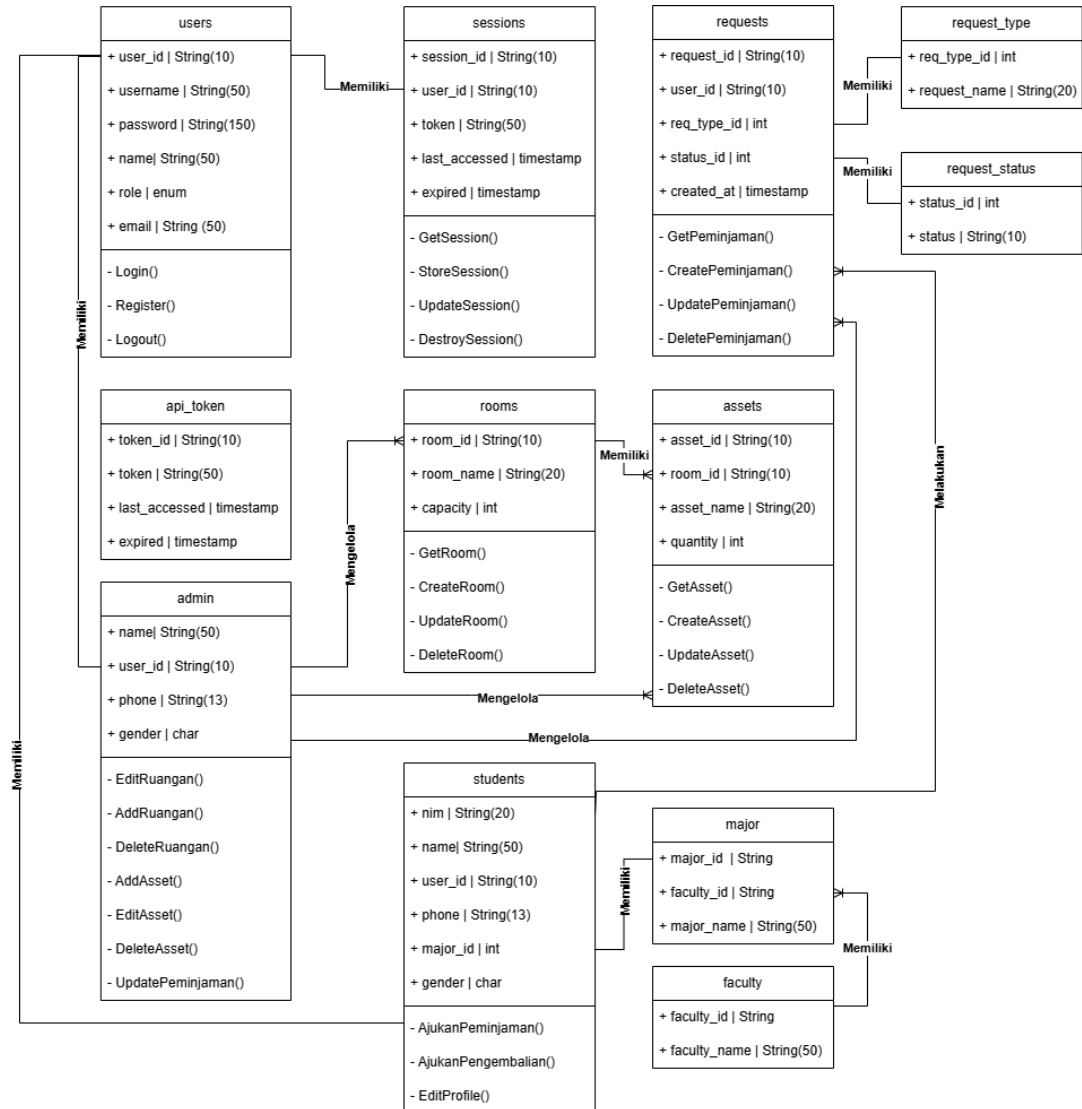 users
+ user_id | String(10)
+ username | String(50)
+ password | String(150)
+ name| String(50)
+ role | enum
+ email | String (50)
- Login()
- Register()
- Logout()
Memiliki
sessions
+ session_id | String(10)
+ user_id | String(10)
+ token | String(50)
+ last_accessed | timestamp
+ expired | timestamp
- GetSession()
- StoreSession()
- UpdateSession()
- DestroySession()
requests
+ request_id | String(10)
+ user_id | String(10)
+ req_type_id | int
+ status_id | int
+ created_at | timestamp
- GetPeminjaman()
- CreatePeminjaman()
- UpdatePeminjaman()
- DeletePeminjaman()
Memiliki
request_type
+ req_type_id | int
+ request_name | String(20)
Memiliki
request_status
+ status_id | int
+ status | String(10)
Memiliki
api_token
+ token_id | String(10)
+ token | String(50)
+ last_accessed | timestamp
+ expired | timestamp
rooms
+ room_id | String(10)
+ room_name | String(20)
+ capacity | int
- GetRoom()
- CreateRoom()
- UpdateRoom()
- DeleteRoom()
Memiliki
assets
+ asset_id | String(10)
+ room_id | String(10)
+ asset_name | String(20)
+ quantity | int
- GetAsset()
- CreateAsset()
- UpdateAsset()
- DeleteAsset()
Melakukan
Mengelola
admin
+ name| String(50)
+ user_id | String(10)
+ phone | String(13)
+ gender | char
- EditRuangan()
- AddRuangan()
- DeleteRuangan()
- AddAsset()
- EditAsset()
- DeleteAsset()
- UpdatePeminjaman()
Mengelola
Mengelola
Memiliki
students
+ nim | String(20)
+ name| String(50)
+ user_id | String(10)
+ phone | String(13)
+ major_id | int
+ gender | char
- AjukanPeminjaman()
- AjukanPengembalian()
- EditProfile()
Memiliki
major
+ major_id | String
+ faculty_id | String
+ major_name | String(50)
Memiliki
faculty
+ faculty_id | String
+ faculty_name | String(50)